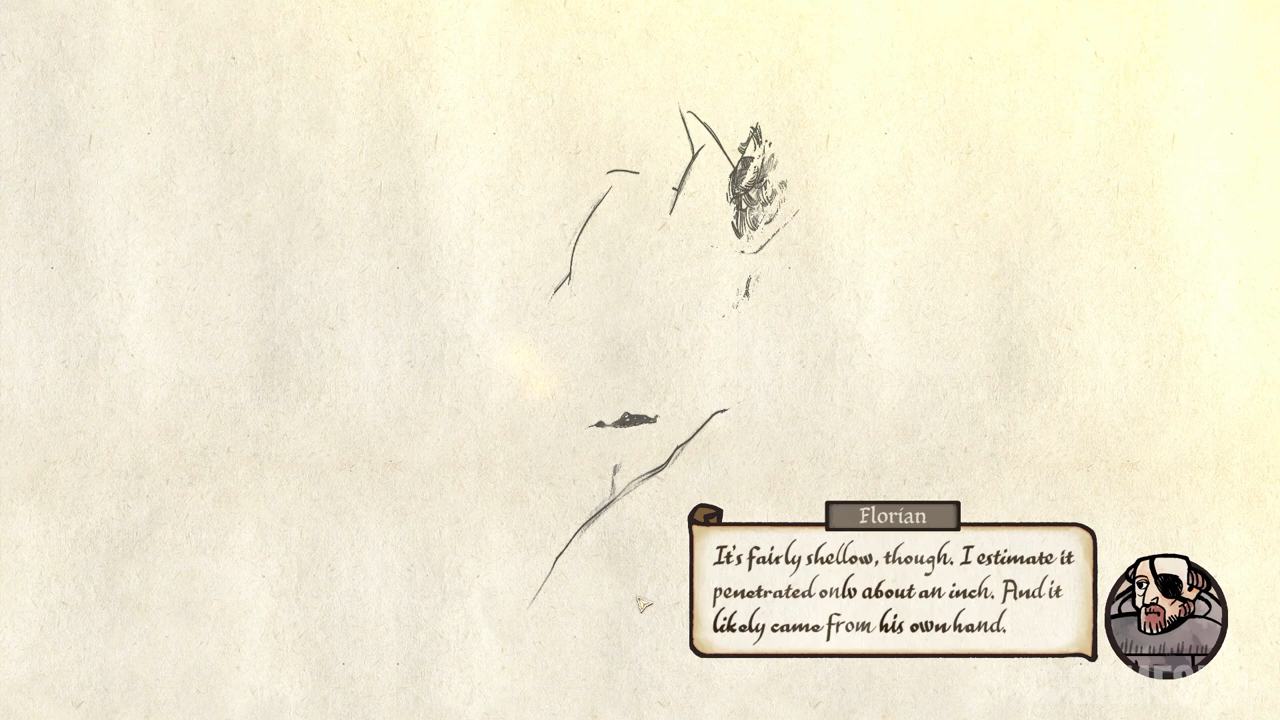 Florian
It's fairly shellow, though. I estimate it
penetrated only about an inch. And it
likely came from his own hand.